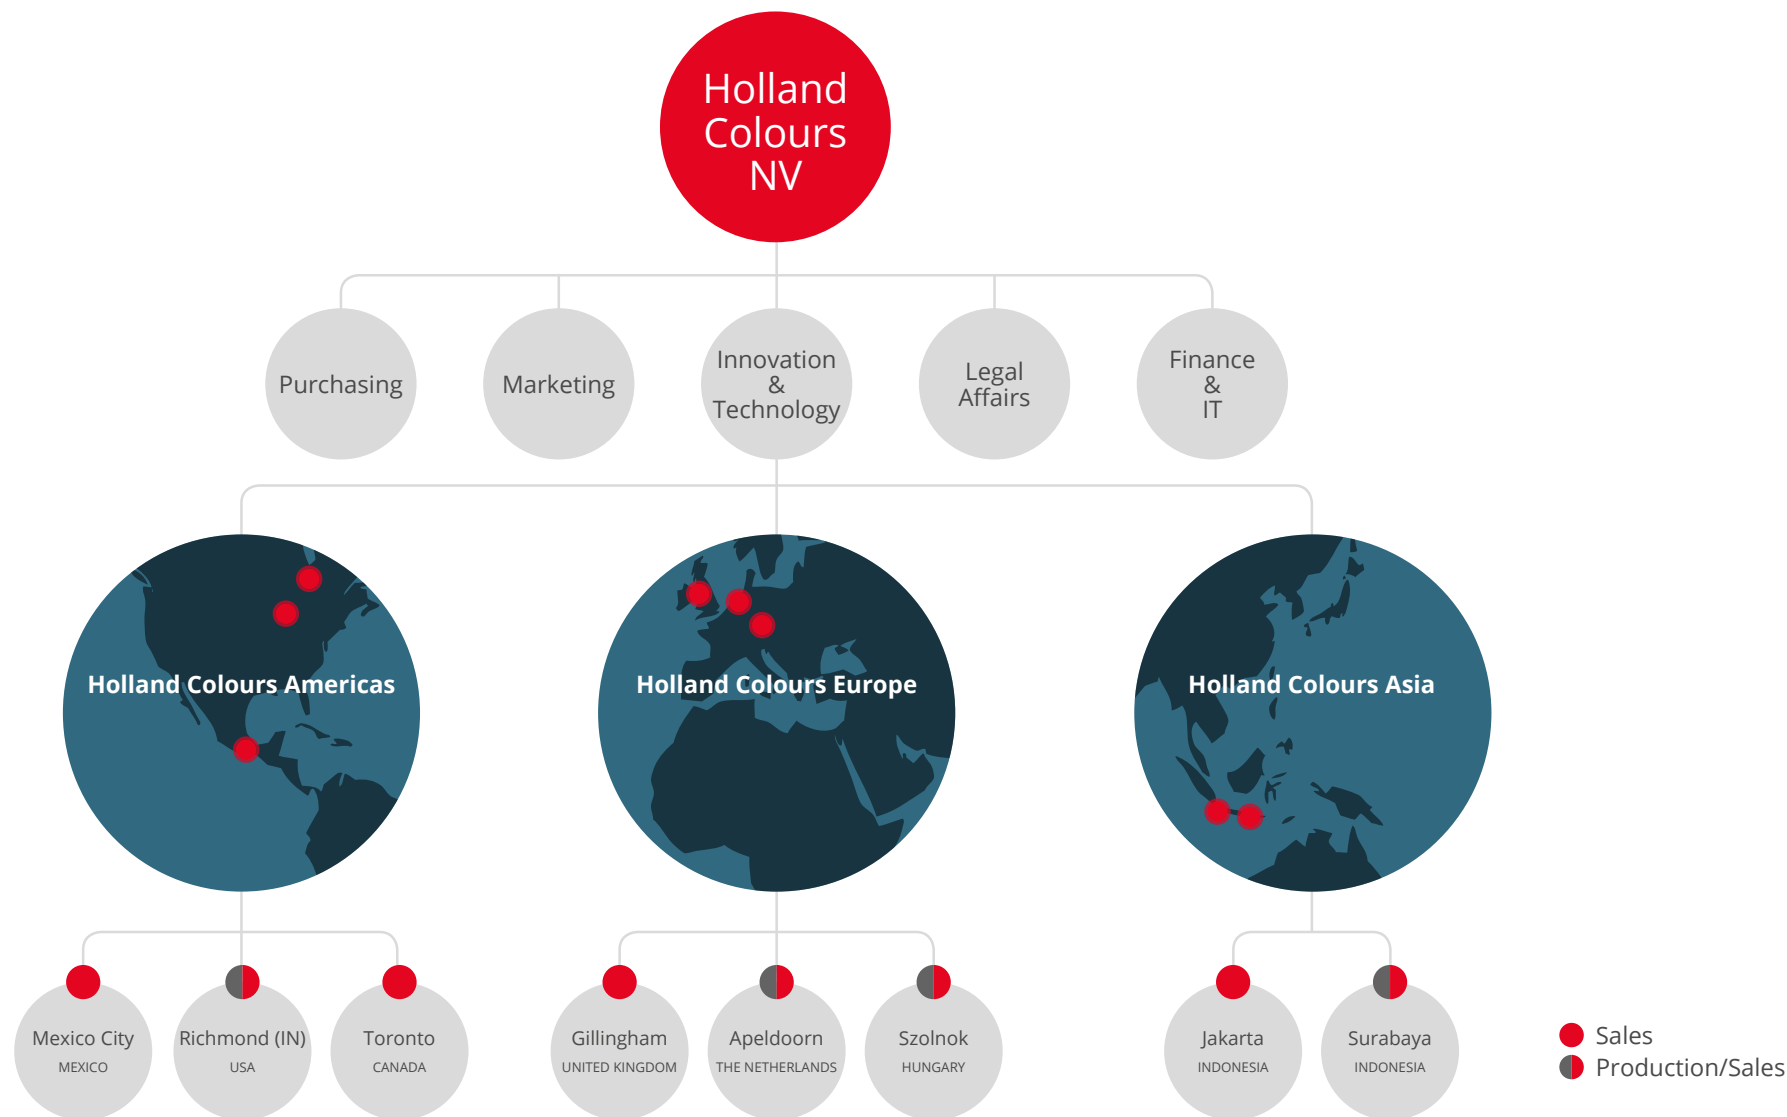 Holland
Colours
NV
Purchasing
Marketing
Innovation
&
Technology
Legal
Affairs
Finance
&
IT
Holland Colours Americas
Holland Colours Europe
Holland Colours Asia
Mexico City
MEXICO
Richmond (IN)
USA
Toronto
CANADA
Gillingham
UNITED KINGDOM
Apeldoorn
THE NETHERLANDS
Szolnok
HUNGARY
Jakarta
INDONESIA
Surabaya
INDONESIA
Sales
Production/Sales